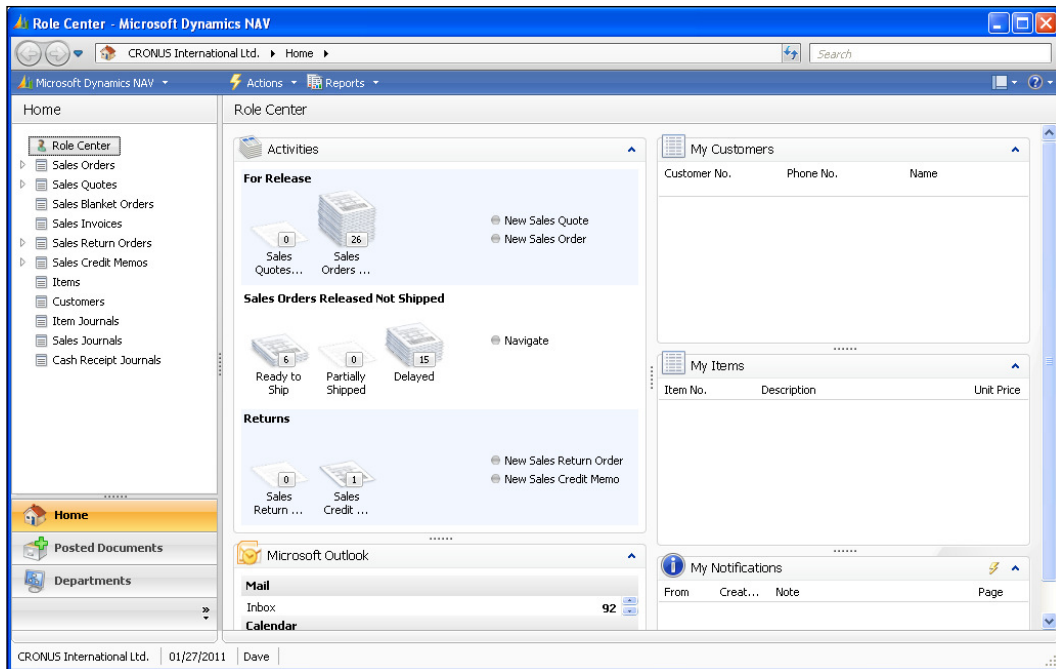 Role Center - Microsoft Dynamics NAV
CRONUS International Ltd. Home
Search
Microsoft Dynamics NAV Actions Reports
Home
Role Center
Role Center
Sales Orders
Sales Quotes
Sales Blanket Orders
Sales Invoices
Sales Return Orders
Sales Credit Memos
Items
Customers
Item Journals
Sales Journals
Cash Receipt Journals
Home
Posted Documents
Departments
»
Activities
For Release
0
Sales
Quotes...
26
Sales
Orders ...
New Sales Quote
New Sales Order
Sales Orders Released Not Shipped
6
Ready to
Ship
0
Partially
Shipped
15
Delayed
Navigate
Returns
0
Sales
Return ...
1
Sales
Credit ...
New Sales Return Order
New Sales Credit Memo
Microsoft Outlook
Mail
Inbox 92
Calendar
My Customers
Customer No. Phone No. Name
My Items
Item No. Description Unit Price
My Notifications
From Creat... Note Page
CRONUS International Ltd. 01/27/2011 Dave